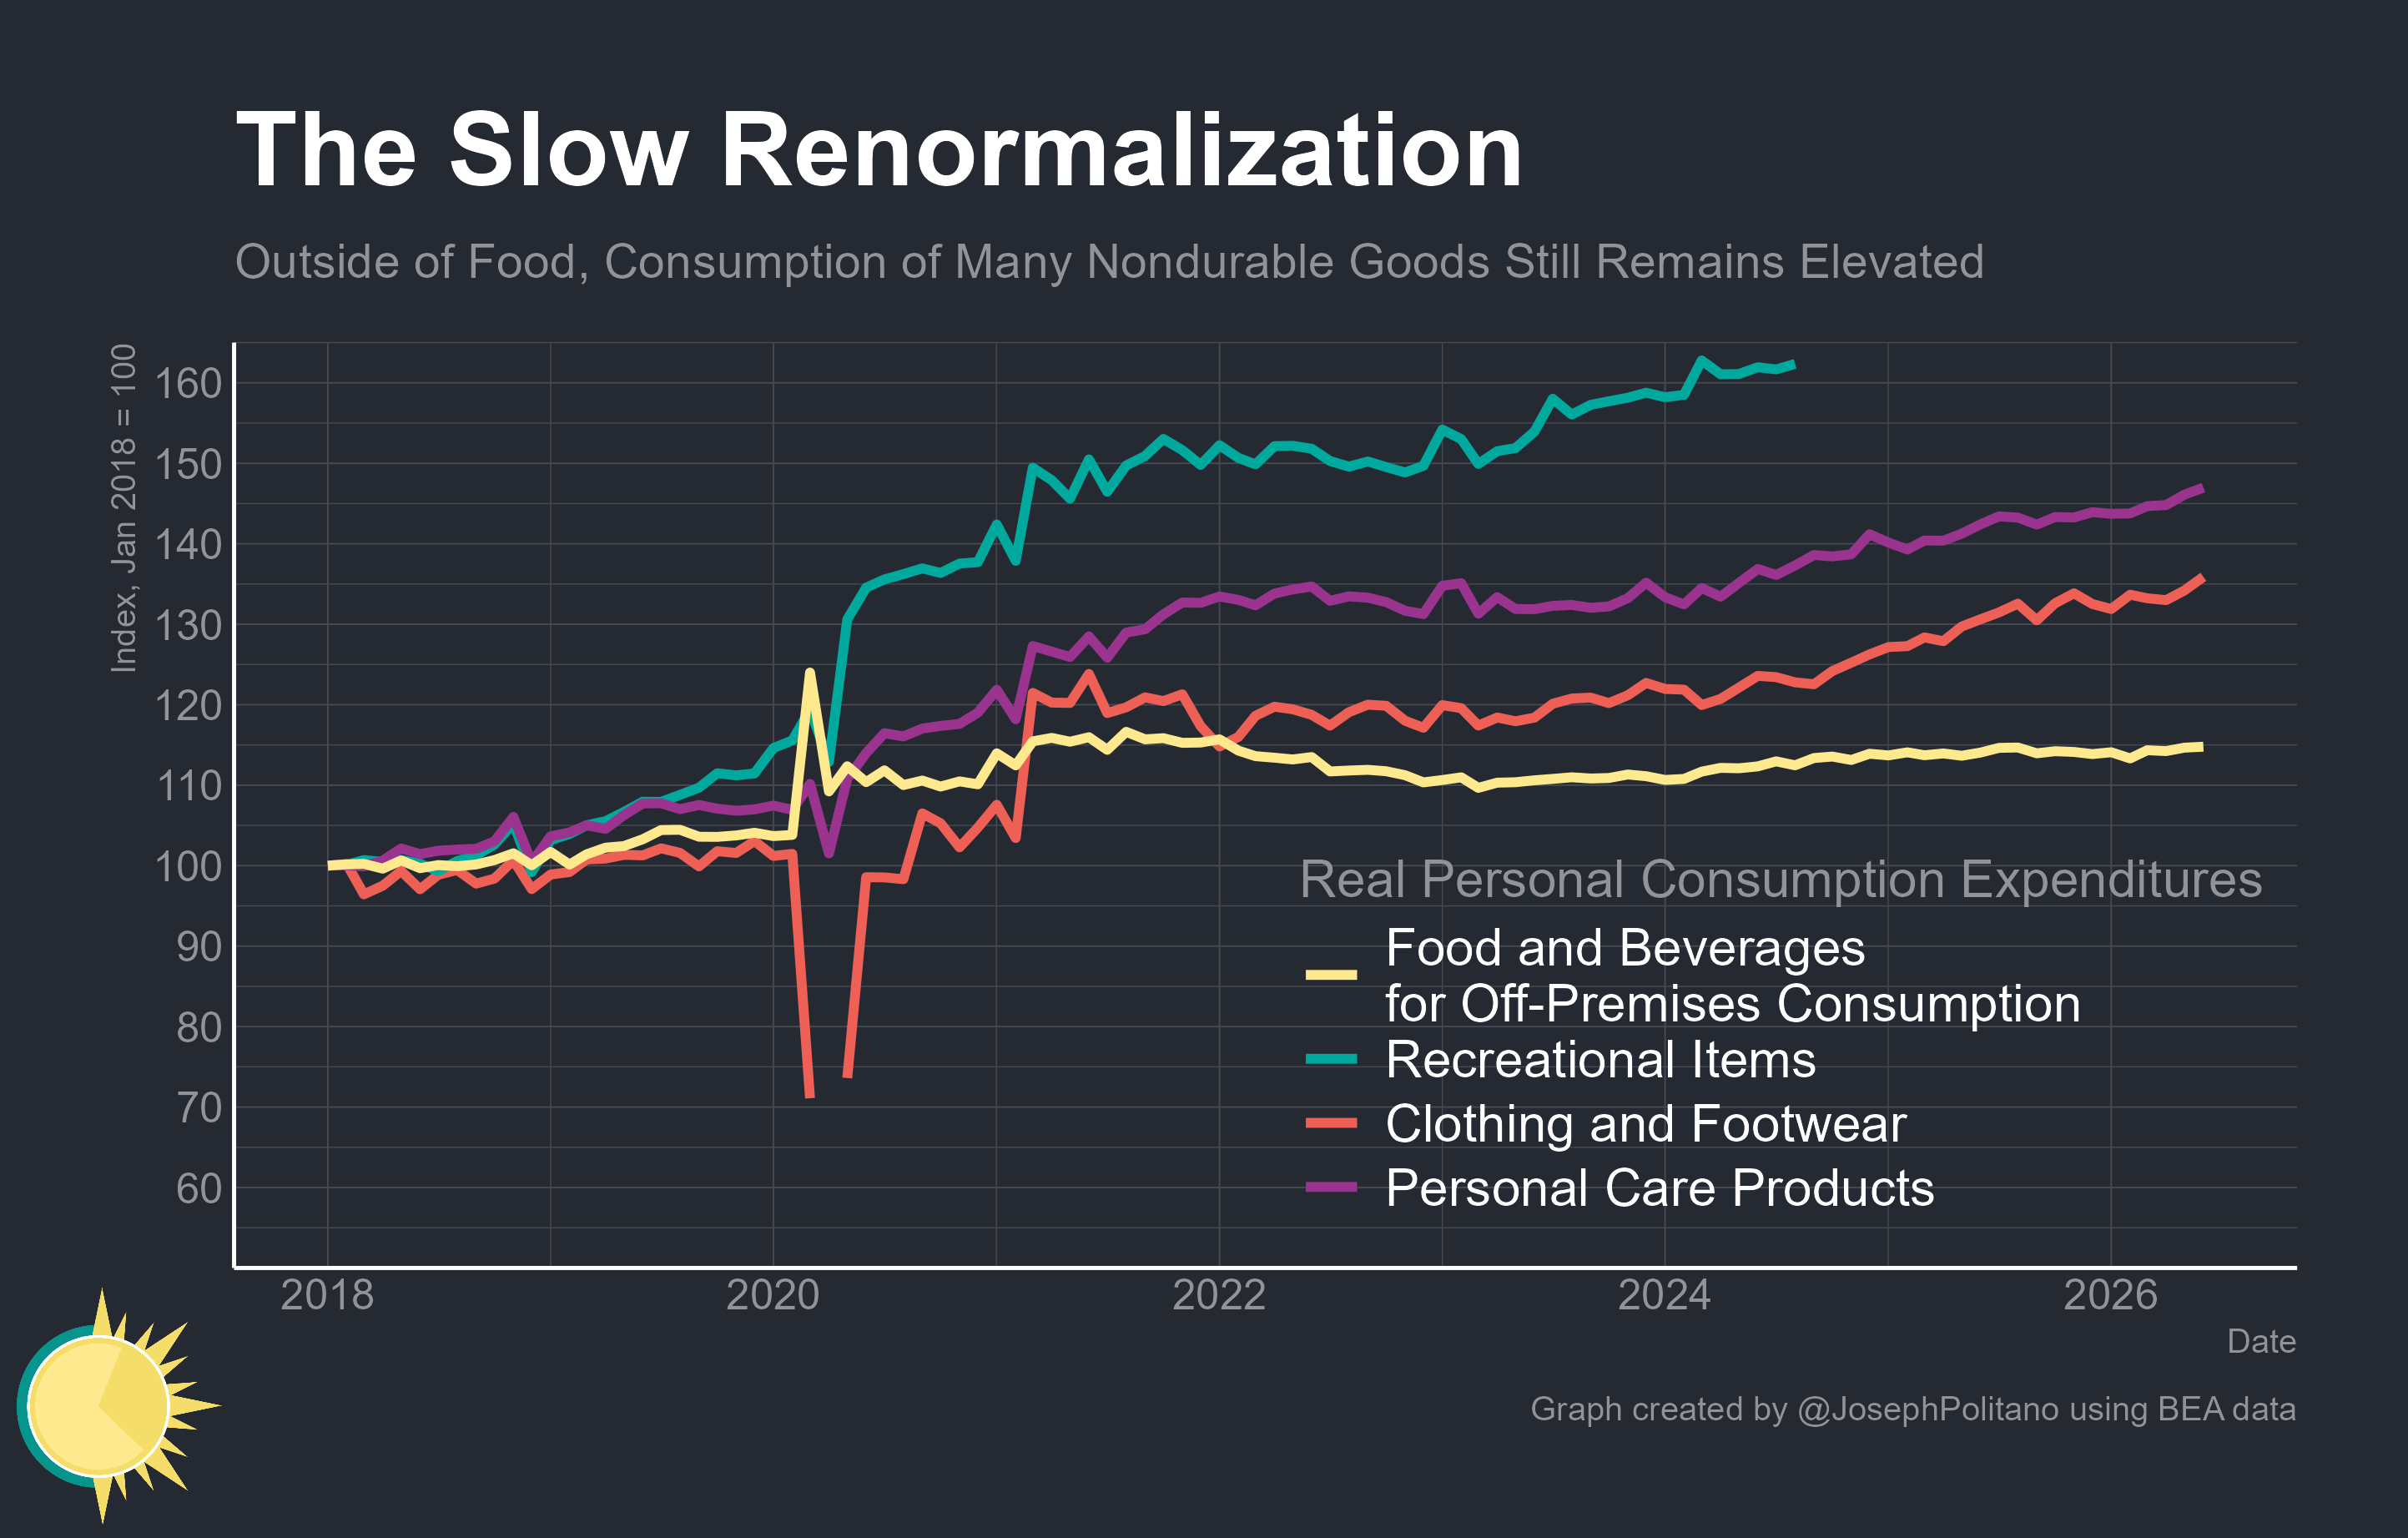 The Slow Renormalization
Outside of Food, Consumption of Many Nondurable Goods Still Remains Elevated
Index, Jan 2018 = 100
160
150
140
130
120
110
100
90
80
70
60
Real Personal Consumption Expenditures
Food and Beverages
for Off-Premises Consumption
Recreational Items
Clothing and Footwear
Personal Care Products
2018 2020 2022 2024 2026
Date
Graph created by @JosephPolitano using BEA data